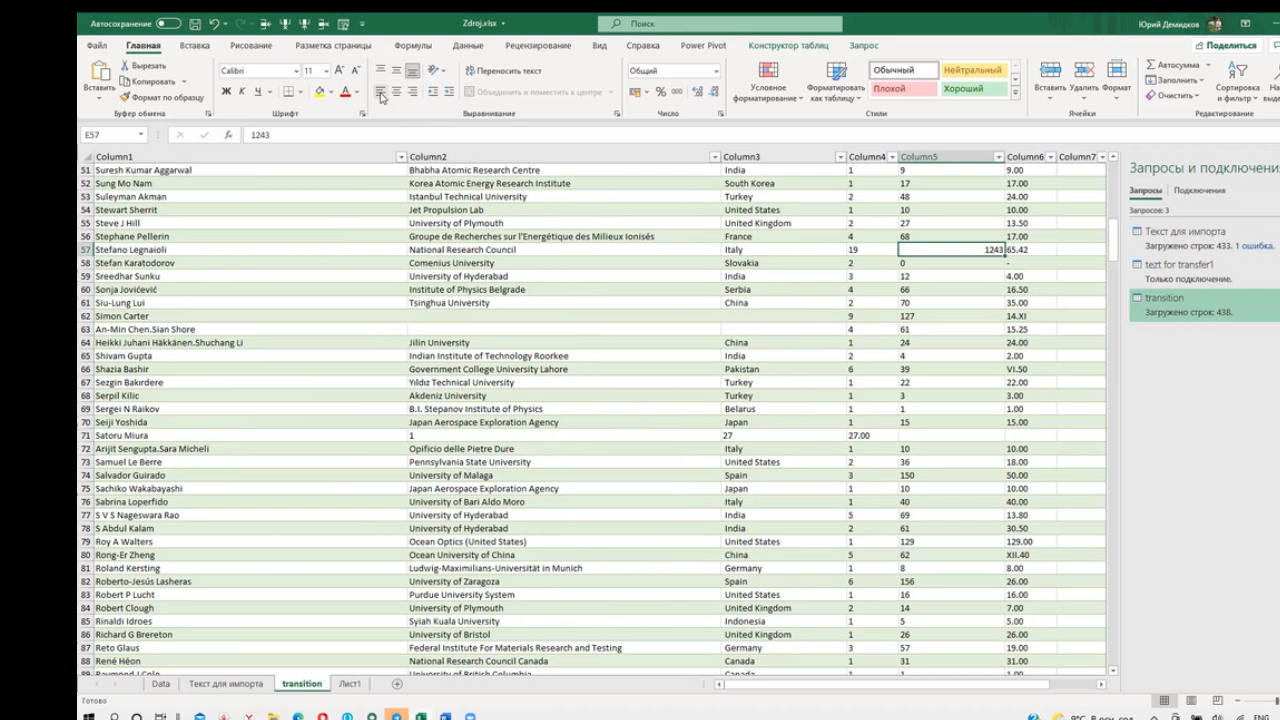 Автосохранение
Zdroj.xlsx
Поиск
Юрий Демидков
Файл Главная Вставка Рисование Разметка страницы Формулы Данные Рецензирование Вид Справка Power Pivot Конструктор таблиц Запрос Поделиться
Вставить
Вырезать
Копировать
Формат по образцу
Calibri 11
Ж К Ч
Переносить текст
Объединить и поместить в центре
Общий
Условное форматирование
Форматировать как таблицу
Обычный Нейтральный
Плохой Хороший
Вставить Удалить Формат
Автосумма
Заполнить
Очистить
Сортировка и фильтр
Буфер обмена Шрифт Выравнивание Число Стили Ячейки Редактирование
E57 fx 1243
Column1 Column2 Column3 Column4 Column5 Column6 Column7
51 Suresh Kumar Aggarwal Bhabha Atomic Research Centre India 1 9 9.00
52 Sung Mo Nam Korea Atomic Energy Research Institute South Korea 1 17 17.00
53 Suleyman Akman Istanbul Technical University Turkey 2 48 24.00
54 Stewart Sherrit Jet Propulsion Lab United States 1 10 10.00
55 Steve J Hill University of Plymouth United Kingdom 2 27 13.50
56 Stephane Pellerin Groupe de Recherches sur l'Energétique des Milieux Ionisés France 4 68 17.00
57 Stefano Legnaioli National Research Council Italy 19 1243 65.42
58 Stefan Karatodorov Comenius University Slovakia 2 0 -
59 Sreedhar Sunku University of Hyderabad India 3 12 4.00
60 Sonja Jovićević Institute of Physics Belgrade Serbia 4 66 16.50
61 Siu-Lung Lui Tsinghua University China 2 70 35.00
62 Simon Carter 9 127 14.XI
63 An-Min Chen.Sian Shore 4 61 15.25
64 Heikki Juhani Häkkänen.Shuchang Li Jilin University China 1 24 24.00
65 Shivam Gupta Indian Institute of Technology Roorkee India 2 4 2.00
66 Shazia Bashir Government College University Lahore Pakistan 6 39 VI.50
67 Sezgin Bakırdere Yıldız Technical University Turkey 1 22 22.00
68 Serpil Kilic Akdeniz University Turkey 1 3 3.00
69 Sergei N Raikov B.I. Stepanov Institute of Physics Belarus 1 1 1.00
70 Seiji Yoshida Japan Aerospace Exploration Agency Japan 1 15 15.00
71 Satoru Miura 1 27 27.00
72 Arijit Sengupta.Sara Micheli Opificio delle Pietre Dure Italy 1 10 10.00
73 Samuel Le Berre Pennsylvania State University United States 2 36 18.00
74 Salvador Guirado University of Malaga Spain 3 150 50.00
75 Sachiko Wakabayashi Japan Aerospace Exploration Agency Japan 1 10 10.00
76 Sabrina Loperfido University of Bari Aldo Moro Italy 1 40 40.00
77 S V S Nageswara Rao University of Hyderabad India 5 69 13.80
78 S Abdul Kalam University of Hyderabad India 2 61 30.50
79 Roy A Walters Ocean Optics (United States) United States 1 129 129.00
80 Rong-Er Zheng Ocean University of China China 5 62 XII.40
81 Roland Kersting Ludwig-Maximilians-Universität in Munich Germany 1 8 8.00
82 Roberto-Jesús Lasheras University of Zaragoza Spain 6 156 26.00
83 Robert P Lucht Purdue University System United States 1 16 16.00
84 Robert Clough University of Plymouth United Kingdom 2 14 7.00
85 Rinaldi Idroes Syiah Kuala University Indonesia 1 5 5.00
86 Richard G Brereton University of Bristol United Kingdom 1 26 26.00
87 Reto Glaus Federal Institute For Materials Research and Testing Germany 3 57 19.00
88 René Héon National Research Council Canada Canada 1 31 31.00
89 Raymond J Cole University of British Columbia Canada 1
Запросы и подключени
Запросы Подключения
Запросов: 3
Текст для импорта
Загружено строк: 433. 1 ошибка.
tezt for transfer1
Только подключение.
transition
Загружено строк: 438.
Data Текст для импорта transition Лист1
Готово
9°C ENG